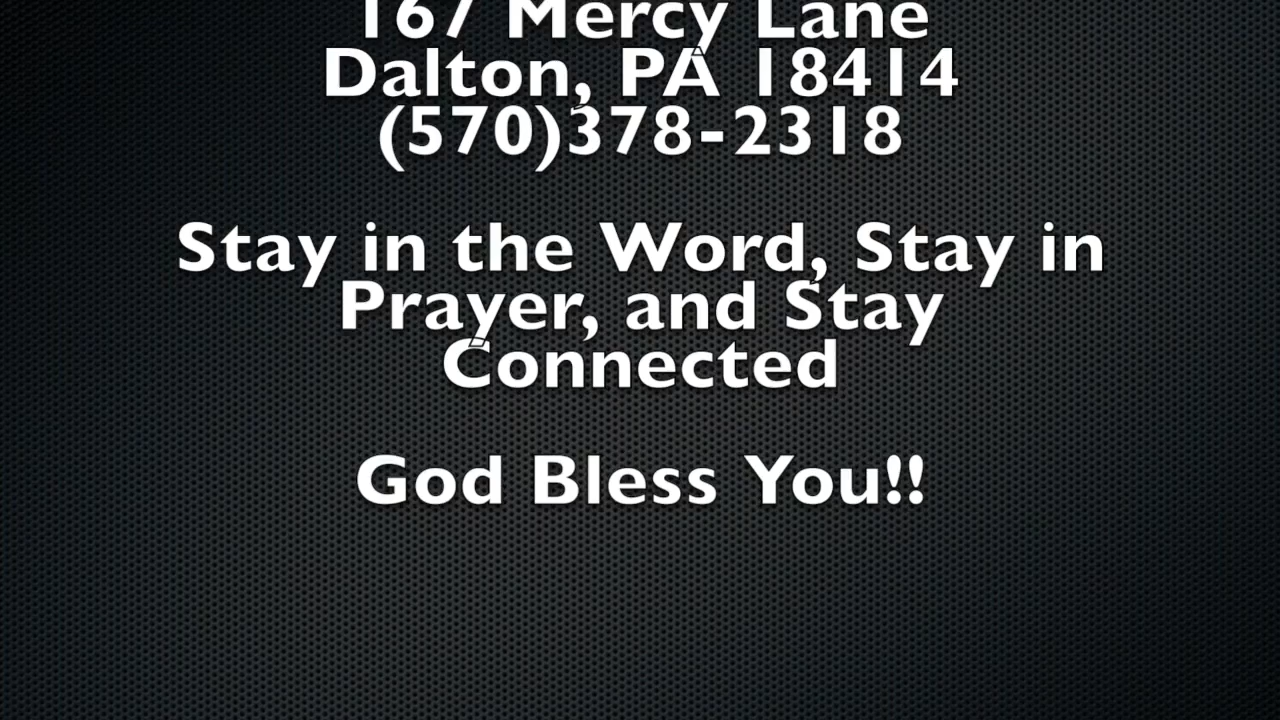 167 Mercy Lane
Dalton, PA 18414
(570)378-2318
Stay in the Word, Stay in
Prayer, and Stay
Connected
God Bless You!!